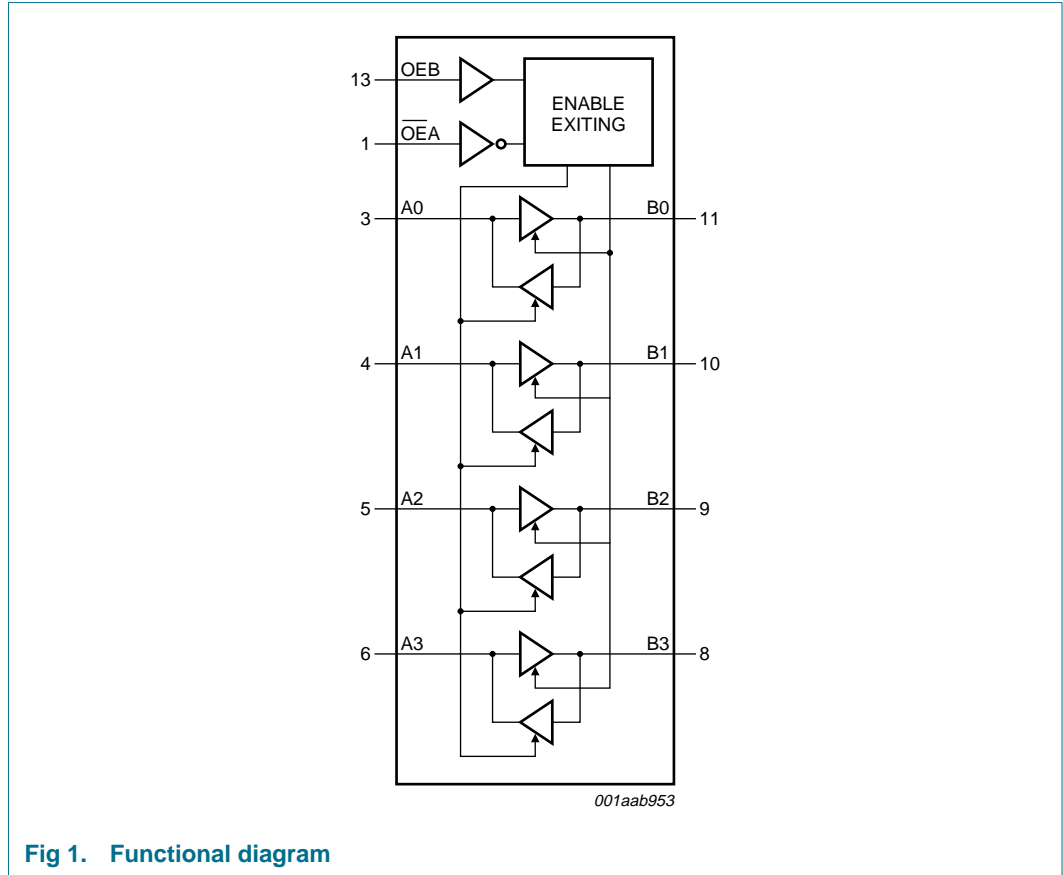 13 OEB
ENABLE
EXITING
1 OEA
3 A0 B0 11
4 A1 B1 10
5 A2 B2 9
6 A3 B3 8
001aab953
Fig 1. Functional diagram